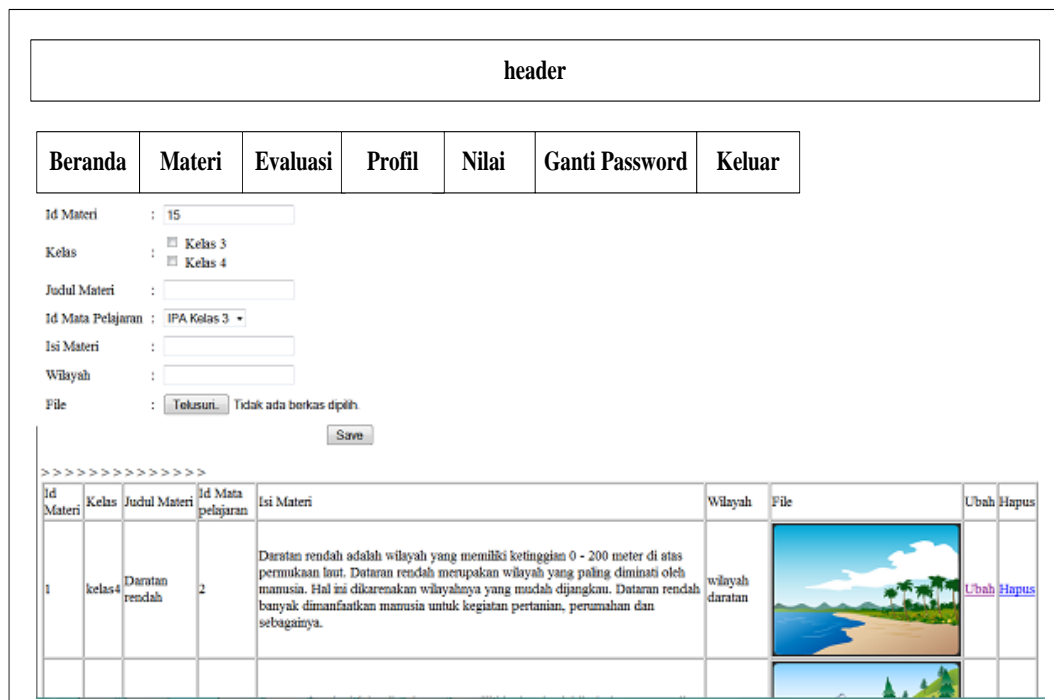 header
Beranda Materi Evaluasi Profil Nilai Ganti Password Keluar
Id Materi : 15
Kelas : Kelas 3
Kelas 4
Judul Materi :
Id Mata Pelajaran : IPA Kelas 3
Isi Materi :
Wilayah :
File : Telusuri.. Tidak ada berkas dipilih.
Save
>>>>>>>>>>>>>>
Id Materi Kelas Judul Materi Id Mata pelajaran Isi Materi Wilayah File Ubah Hapus
1 kelas4 Daratan rendah 2
Daratan rendah adalah wilayah yang memiliki ketinggian 0 - 200 meter di atas
permukaan laut. Dataran rendah merupakan wilayah yang paling diminati oleh
manusia. Hal ini dikarenakan wilayahnya yang mudah dijangkau. Dataran rendah
banyak dimanfaatkan manusia untuk kegiatan pertanian, perumahan dan
sebagainya.
wilayah daratan Ubah Hapus